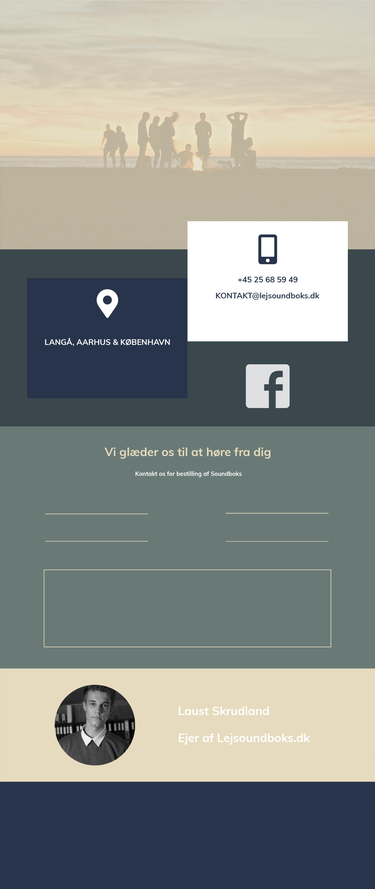 +45 25 68 59 49
KONTAKT@lejsoundboks.dk
LANGÅ, AARHUS & KØBENHAVN
Vi glæder os til at høre fra dig
Kontakt os for bestilling af Soundboks
Laust Skrudland
Ejer af Lejsoundboks.dk